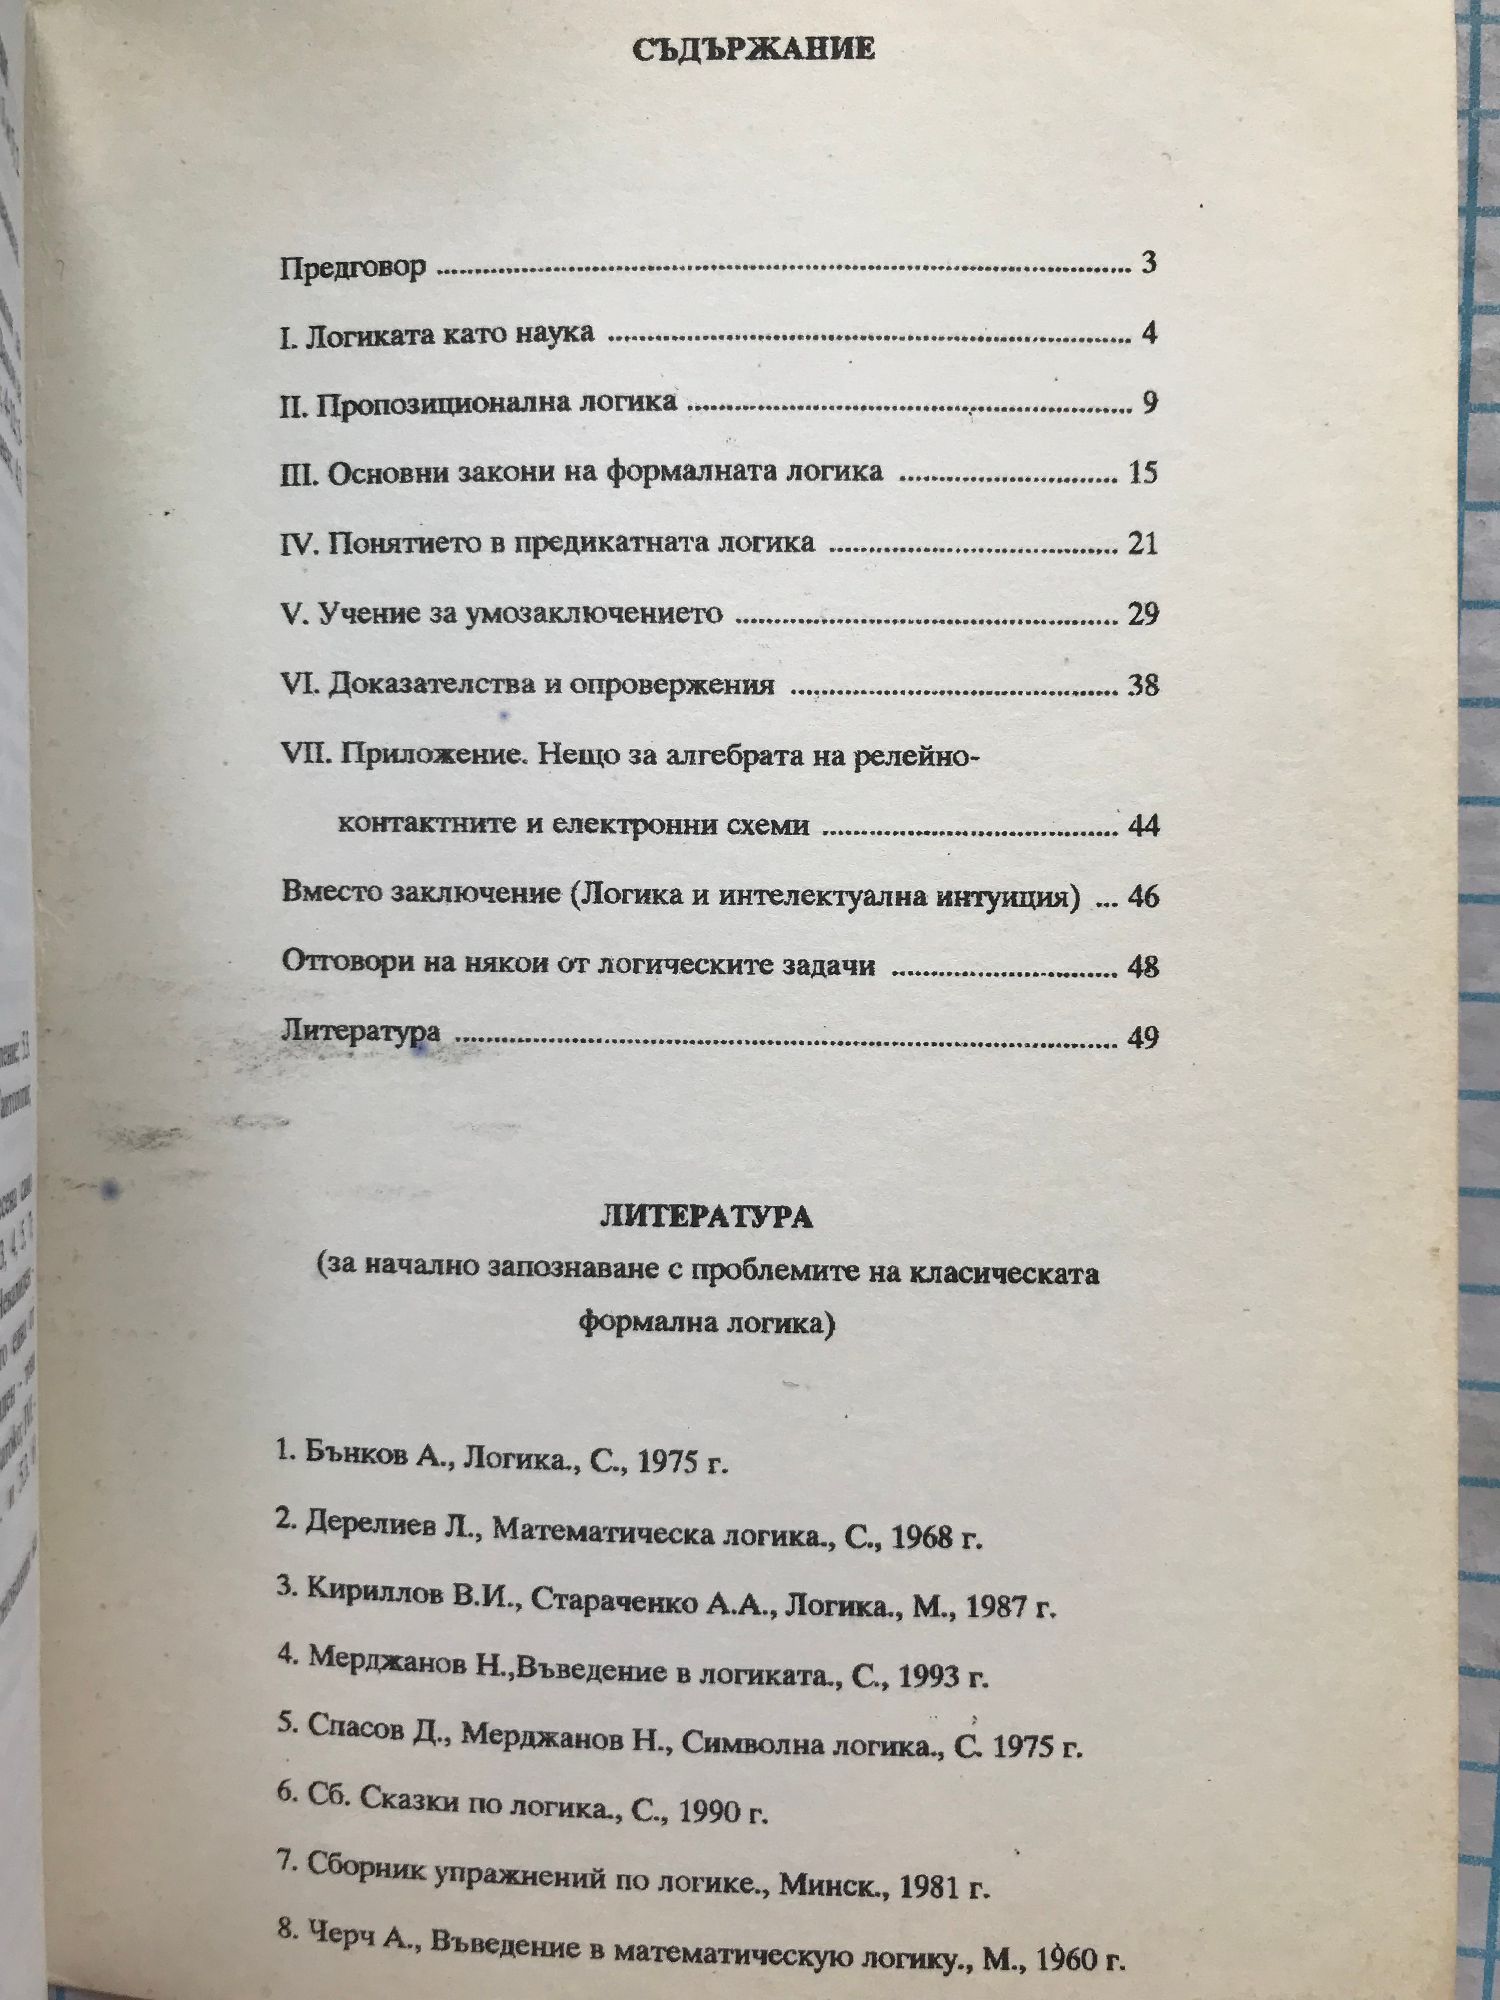 СЪДЪРЖАНИЕ
Предговор ........ 3
I. Логиката като наука ........ 4
II. Пропозиционална логика ........ 9
III. Основни закони на формалната логика ........ 15
IV. Понятието в предикатната логика ........ 21
V. Учение за умозаключението ........ 29
VI. Доказателства и опровержения ........ 38
VII. Приложение. Нещо за алгебрата на релейно-
контактните и електронни схеми ........ 44
Вместо заключение (Логика и интелектуална интуиция) ... 46
Отговори на някои от логическите задачи ........ 48
Литература ........ 49
ЛИТЕРАТУРА
(за начално запознаване с проблемите на класическата
формална логика)
1. Бънков А., Логика., С., 1975 г.
2. Дерелиев Л., Математическа логика., С., 1968 г.
3. Кириллов В.И., Стараченко А.А., Логика., М., 1987 г.
4. Мерджанов Н.,Въведение в логиката., С., 1993 г.
5. Спасов Д., Мерджанов Н., Символна логика., С. 1975 г.
6. Сб. Сказки по логика., С., 1990 г.
7. Сборник упражнений по логике., Минск., 1981 г.
8. Черч А., Въведение в математическую логику., М., 1960 г.